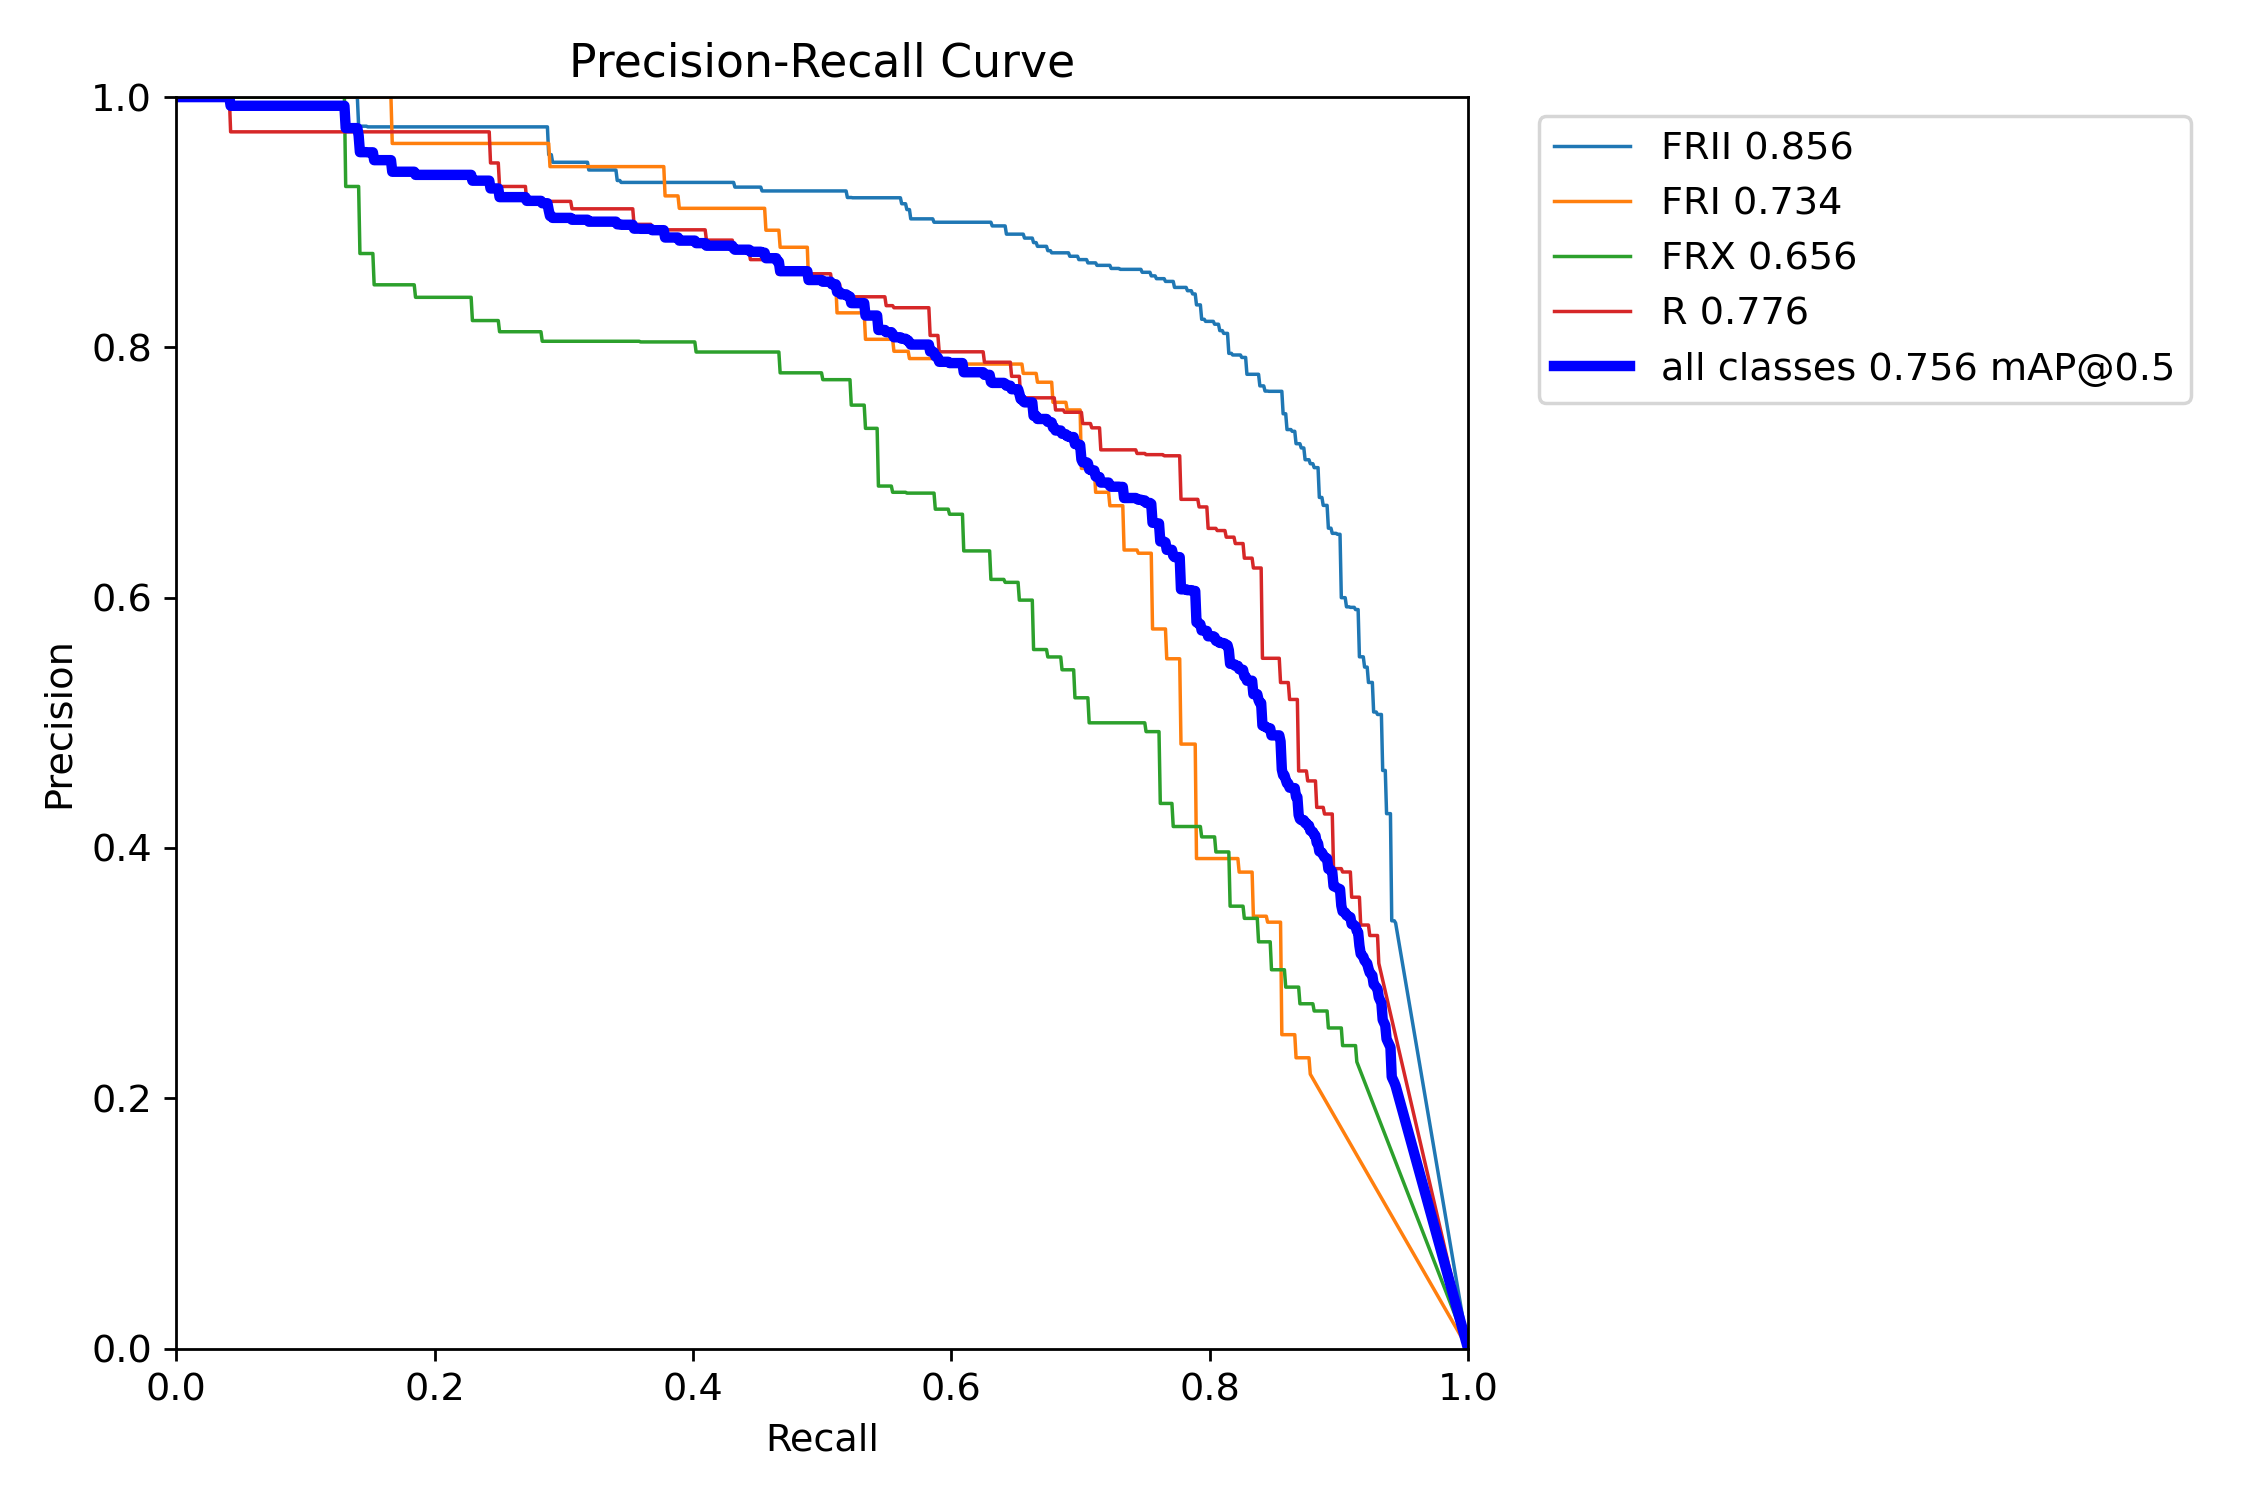 Precision-Recall Curve
1.0
0.8
0.6
0.4
0.2
0.0
Precision
0.0 0.2 0.4 0.6 0.8 1.0
Recall
FRII 0.856
FRI 0.734
FRX 0.656
R 0.776
all classes 0.756 mAP@0.5